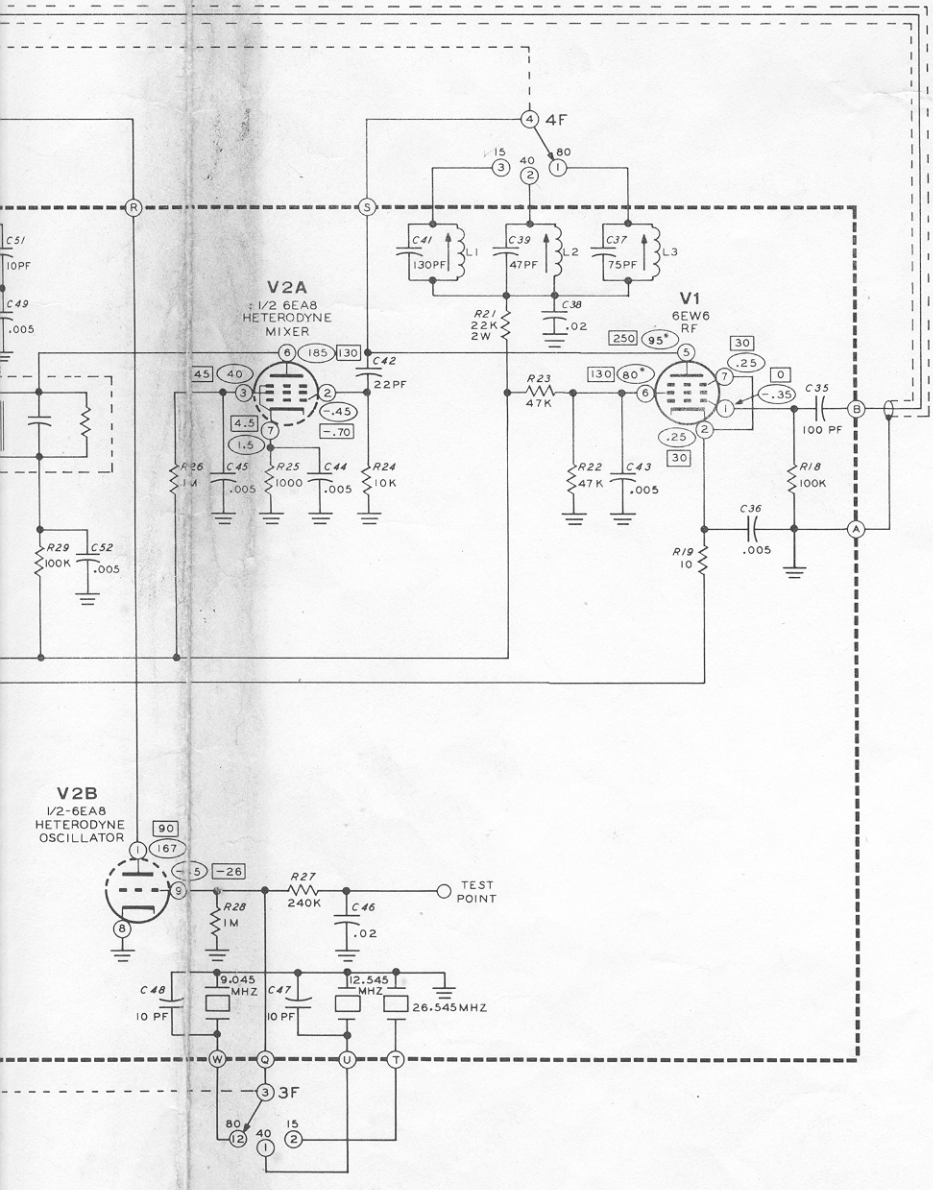 4 4F
15 40 80
3 2 1
R S
C51
10PF
C49
.005
C41
130PF
L1
C39
47PF
L2
C37
75PF
L3
V2A
1/2 6EA8
HETERODYNE
MIXER
R21
22K
2W
C38
.02
V1
6EW6
RF
6 185 130
C42
22PF
45 40 3
2
-.45
-.70
4.5
7
1.5
250 95*
5
30
.25
7
0
-.35
130 80*
6
1
.25
2
30
R23
47K
C35
100 PF
B
R26
1M
C45
.005
R25
1000
C44
.005
R24
10K
R22
47K
C43
.005
R18
100K
C36
.005
A
R29
100K
C52
.005
R19
10
V2B
1/2-6EA8
HETERODYNE
OSCILLATOR
90
1 167
-26
9
8
R28
1M
R27
240K
C46
.02
TEST
POINT
C48
10 PF
9.045
MHZ
C47
10 PF
12.545
MHZ
26.545MHZ
W Q U T
3 3F
80 40 15
12 1 2